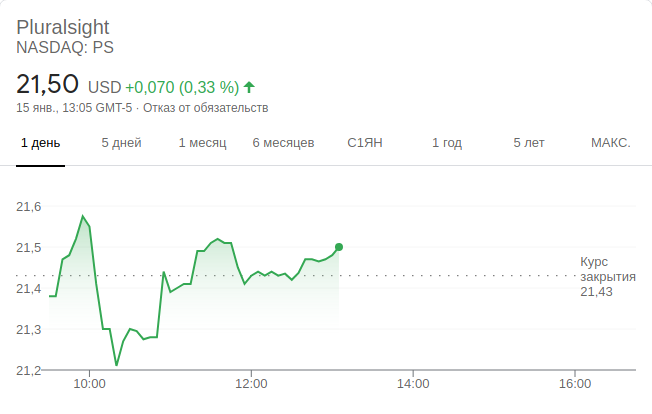 Pluralsight
NASDAQ: PS
21,50 USD +0,070 (0,33 %)
15 янв., 13:05 GMT-5 · Отказ от обязательств
1 день 5 дней 1 месяц 6 месяцев С1ЯН 1 год 5 лет МАКС.
21,6
21,5
Курс
закрытия
21,43
21,4
21,3
21,2
10:00 12:00 14:00 16:00